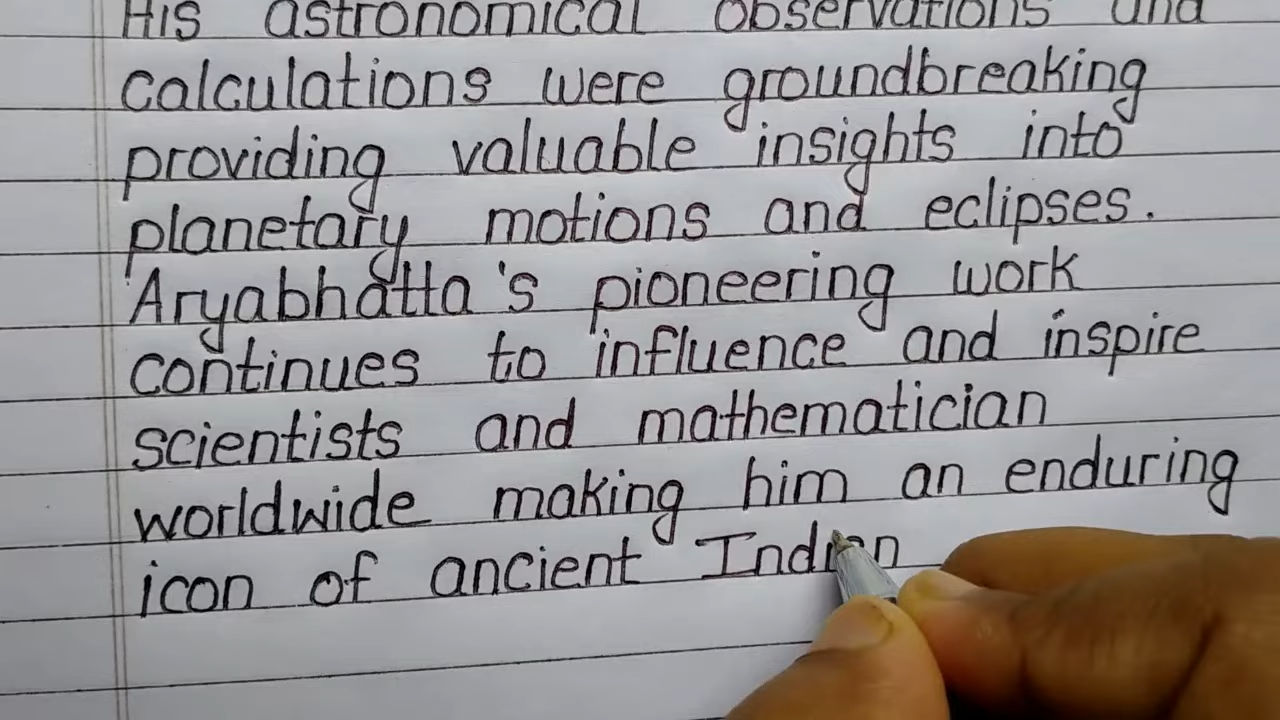 His astronomical observations and
calculations were groundbreaking
providing valuable insights into
planetary motions and eclipses.
Aryabhatta's pioneering work
continues to influence and inspire
scientists and mathematician
worldwide making him an enduring
icon of ancient Indian